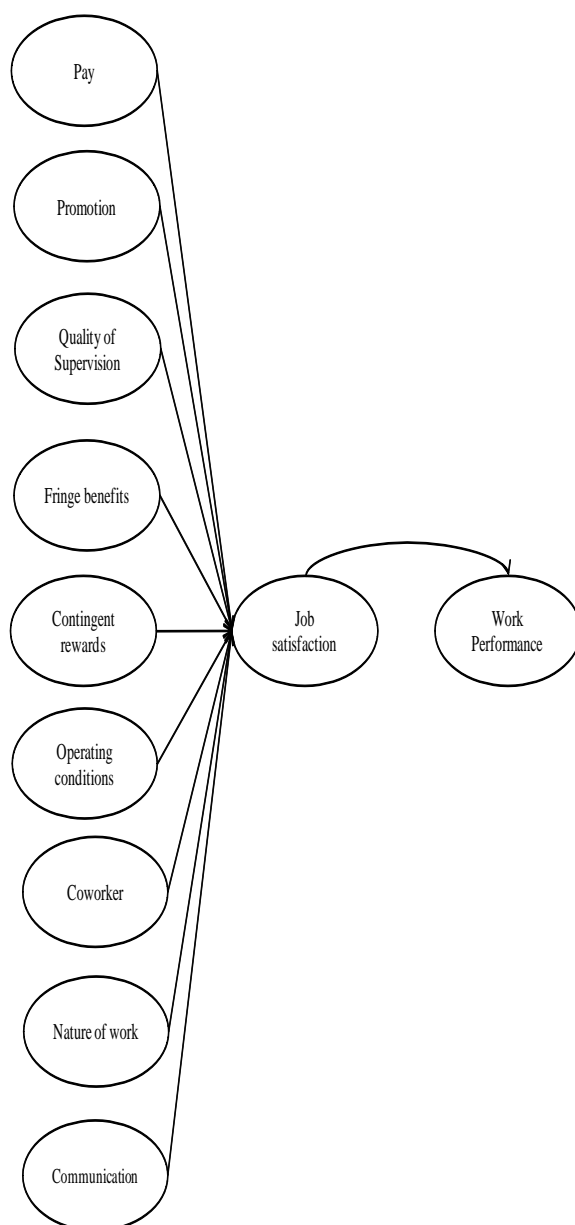 Pay
Promotion
Quality of
Supervision
Fringe benefits
Contingent
rewards
Job
satisfaction
Work
Performance
Operating
conditions
Coworker
Nature of work
Communication